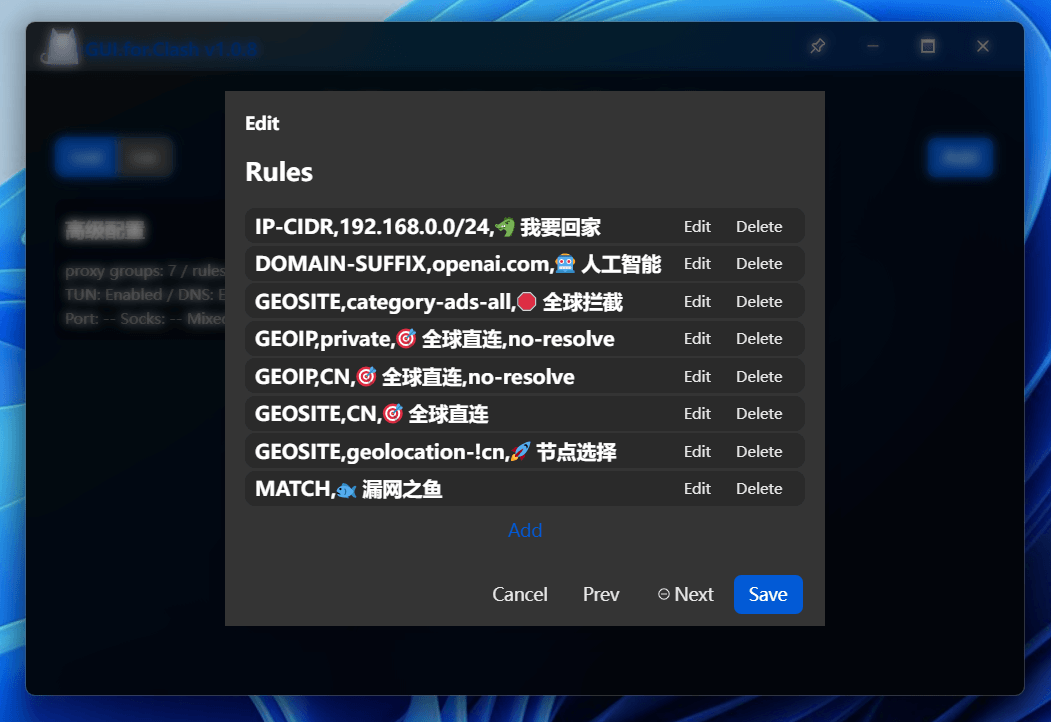 Edit
Rules
IP-CIDR,192.168.0.0/24,🐲 我要回家 Edit Delete
DOMAIN-SUFFIX,openai.com,🤖 人工智能 Edit Delete
GEOSITE,category-ads-all,🛑 全球拦截 Edit Delete
GEOIP,private,🎯 全球直连,no-resolve Edit Delete
GEOIP,CN,🎯 全球直连,no-resolve Edit Delete
GEOSITE,CN,🎯 全球直连 Edit Delete
GEOSITE,geolocation-!cn,🚀 节点选择 Edit Delete
MATCH,🐟 漏网之鱼 Edit Delete
Add
Cancel Prev ⊝ Next Save
高级配置
proxy groups: 7 / rules
TUN: Enabled / DNS:
Port: -- Socks: -- Mixed